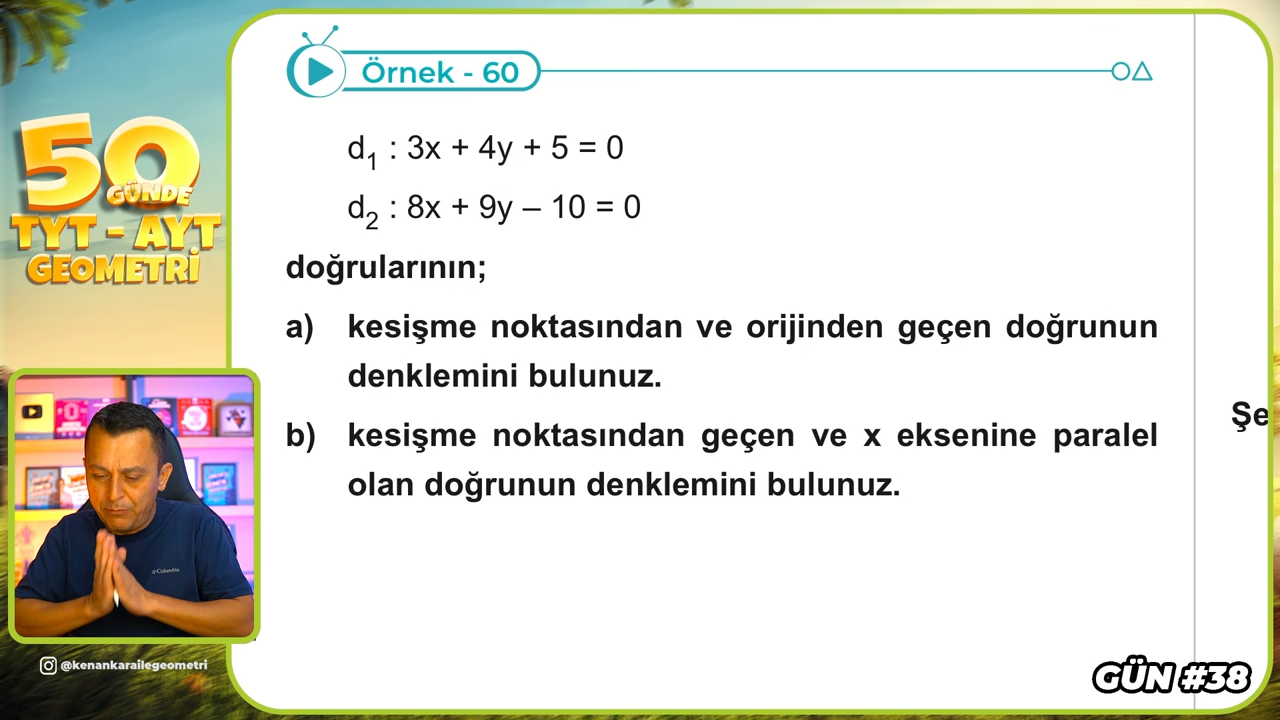 Örnek - 60
d1 : 3x + 4y + 5 = 0
d2 : 8x + 9y – 10 = 0
doğrularının;
a) kesişme noktasından ve orijinden geçen doğrunun
denklemini bulunuz.
b) kesişme noktasından geçen ve x eksenine paralel
olan doğrunun denklemini bulunuz.
Şe
50
GÜNDE
TYT - AYT
GEOMETRİ
Columbia
@kenankarailegeometri
GÜN #38